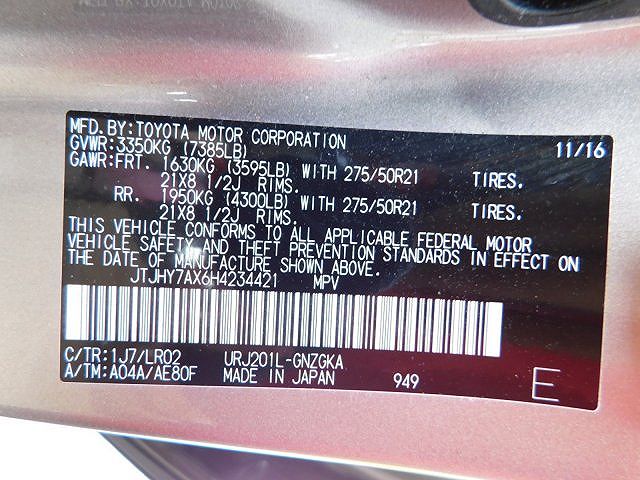 MFD. BY: TOYOTA MOTOR CORPORATION 11/16
GVWR: 3350KG (7385LB)
GAWR: FRT. 1630KG (3595LB) WITH 275/50R21 TIRES.
21X8 1/2J RIMS.
RR. 1950KG (4300LB) WITH 275/50R21 TIRES.
21X8 1/2J RIMS.
THIS VEHICLE CONFORMS TO ALL APPLICABLE FEDERAL MOTOR
VEHICLE SAFETY AND THEFT PREVENTION STANDARDS IN EFFECT ON
THE DATE OF MANUFACTURE SHOWN ABOVE.
JTJHY7AX6H4234421 MPV
C/TR: 1J7/LR02 URJ201L-GNZGKA
A/TM: A04A/AE80F MADE IN JAPAN 949 E